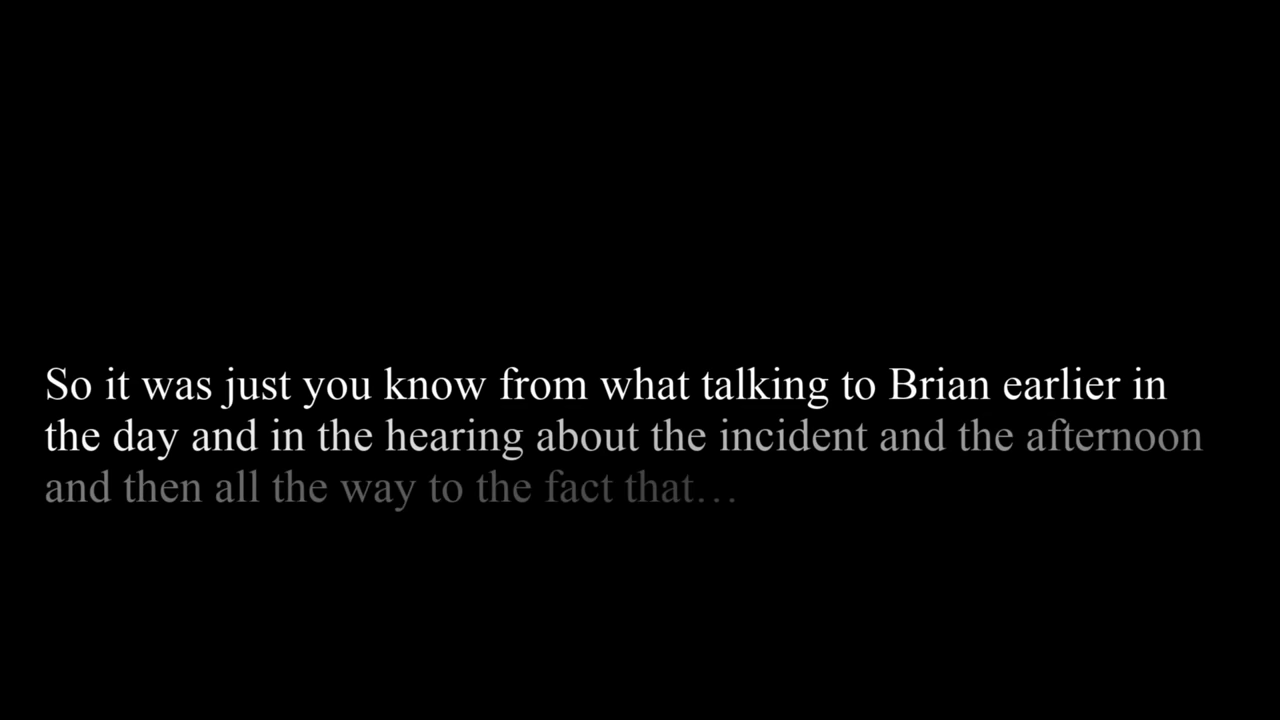 So it was just you know from what talking to Brian earlier in
the day and in the hearing about the incident and the afternoon
and then all the way to the fact that…